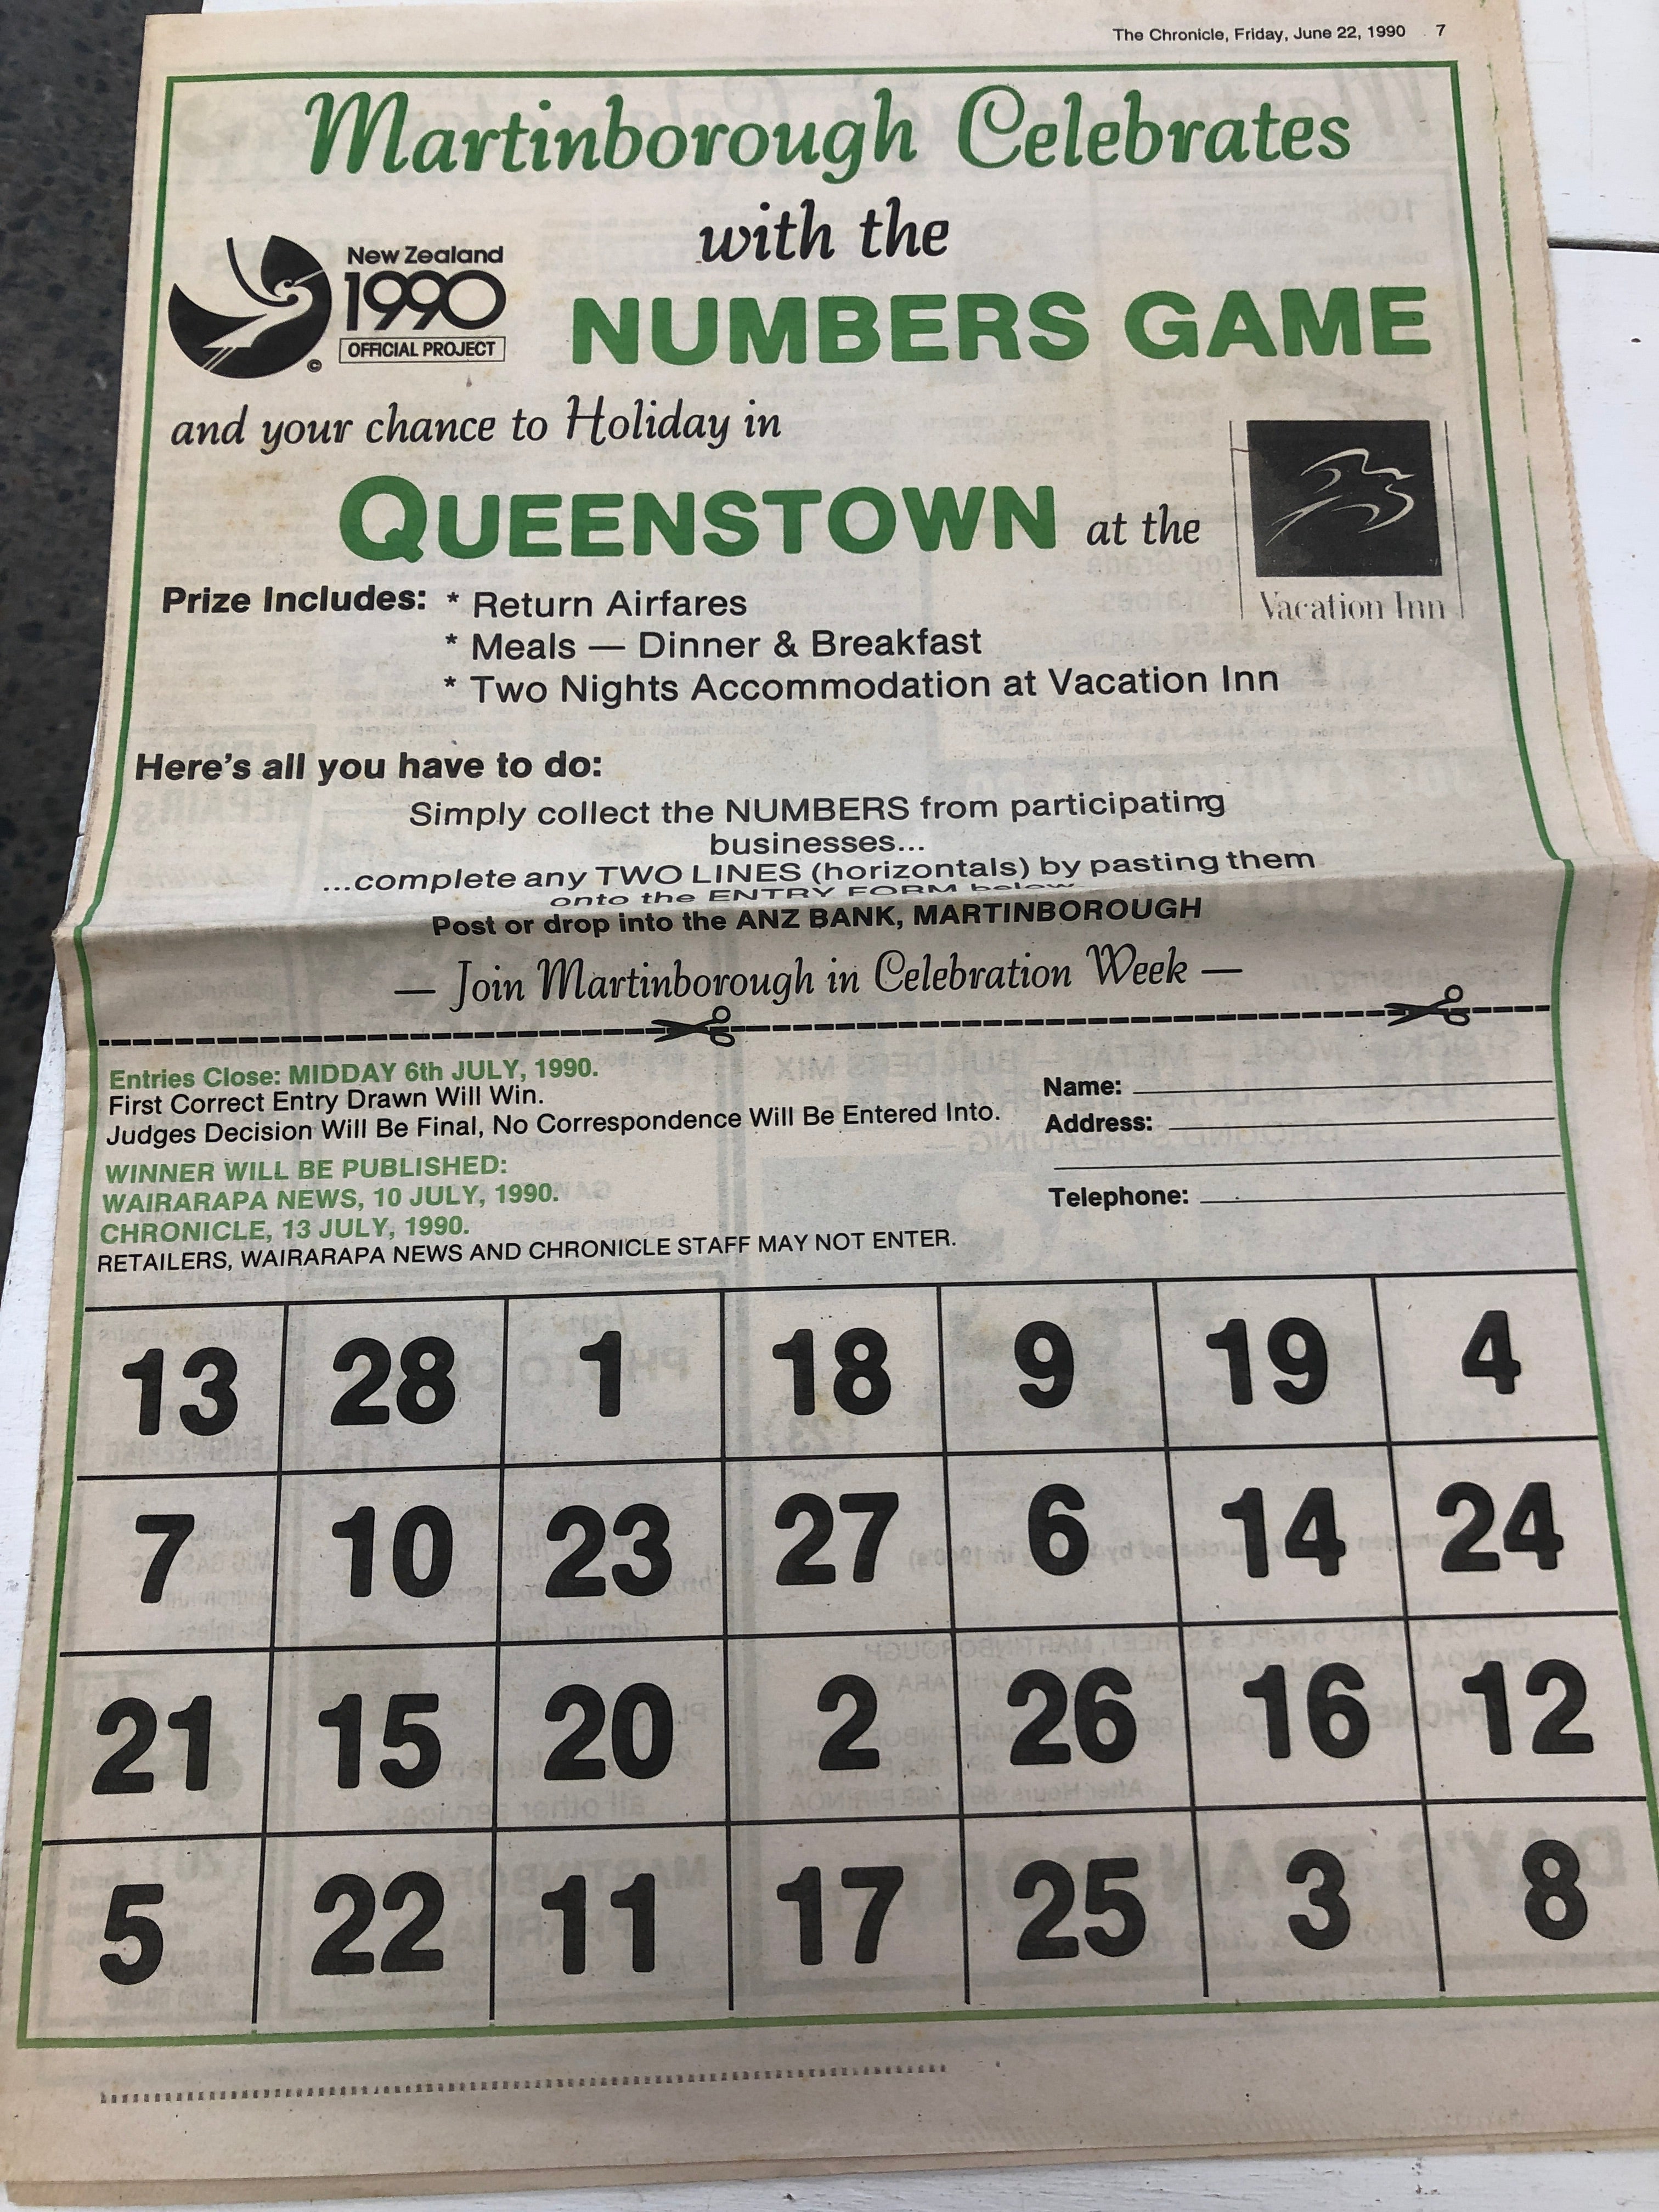 The Chronicle, Friday, June 22, 1990 7
Martinborough Celebrates
with the
New Zealand
1990
OFFICIAL PROJECT
©
NUMBERS GAME
and your chance to Holiday in
QUEENSTOWN at the
Vacation Inn
Prize Includes: * Return Airfares
* Meals — Dinner & Breakfast
* Two Nights Accommodation at Vacation Inn
Here's all you have to do:
Simply collect the NUMBERS from participating
businesses...
...complete any TWO LINES (horizontals) by pasting them
onto the ENTRY FORM below
Post or drop into the ANZ BANK, MARTINBOROUGH
— Join Martinborough in Celebration Week —
Entries Close: MIDDAY 6th JULY, 1990.
First Correct Entry Drawn Will Win.
Judges Decision Will Be Final, No Correspondence Will Be Entered Into.
WINNER WILL BE PUBLISHED:
WAIRARAPA NEWS, 10 JULY, 1990.
CHRONICLE, 13 JULY, 1990.
RETAILERS, WAIRARAPA NEWS AND CHRONICLE STAFF MAY NOT ENTER.
Name:
Address:
Telephone:
13 28 1 18 9 19 4
7 10 23 27 6 14 24
21 15 20 2 26 16 12
5 22 11 17 25 3 8